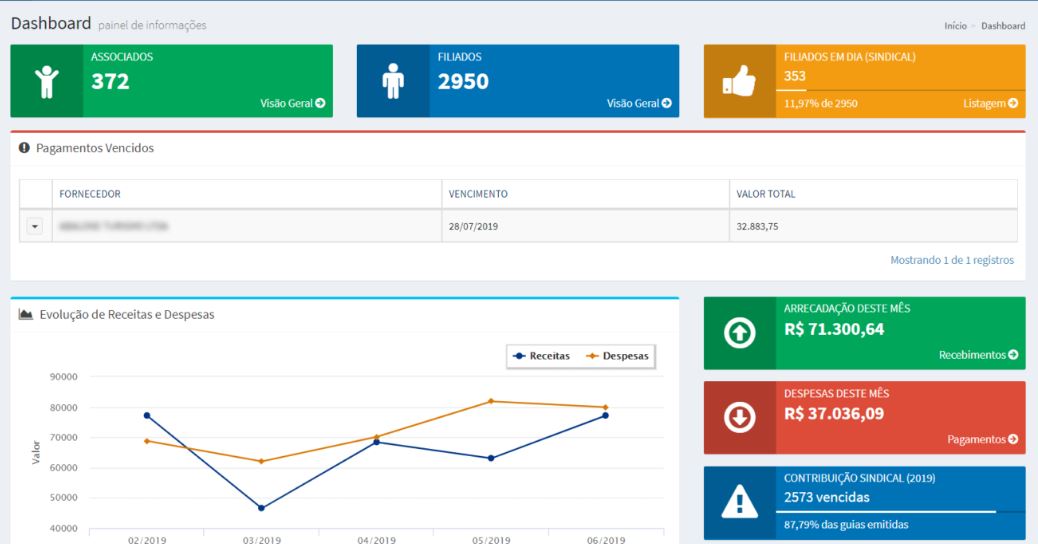 Dashboard painel de informações
Início - Dashboard
ASSOCIADOS
372
Visão Geral
FILIADOS
2950
Visão Geral
FILIADOS EM DIA (SINDICAL)
353
11,97% de 2950
Listagem
Pagamentos Vencidos
FORNECEDOR VENCIMENTO VALOR TOTAL
28/07/2019 32.883,75
Mostrando 1 de 1 registros
Evolução de Receitas e Despesas
Receitas Despesas
90000
80000
70000
60000
50000
40000
Valor
02/2019 03/2019 04/2019 05/2019 06/2019
ARRECADAÇÃO DESTE MÊS
R$ 71.300,64
Recebimentos
DESPESAS DESTE MÊS
R$ 37.036,09
Pagamentos
CONTRIBUIÇÃO SINDICAL (2019)
2573 vencidas
87,79% das guias emitidas